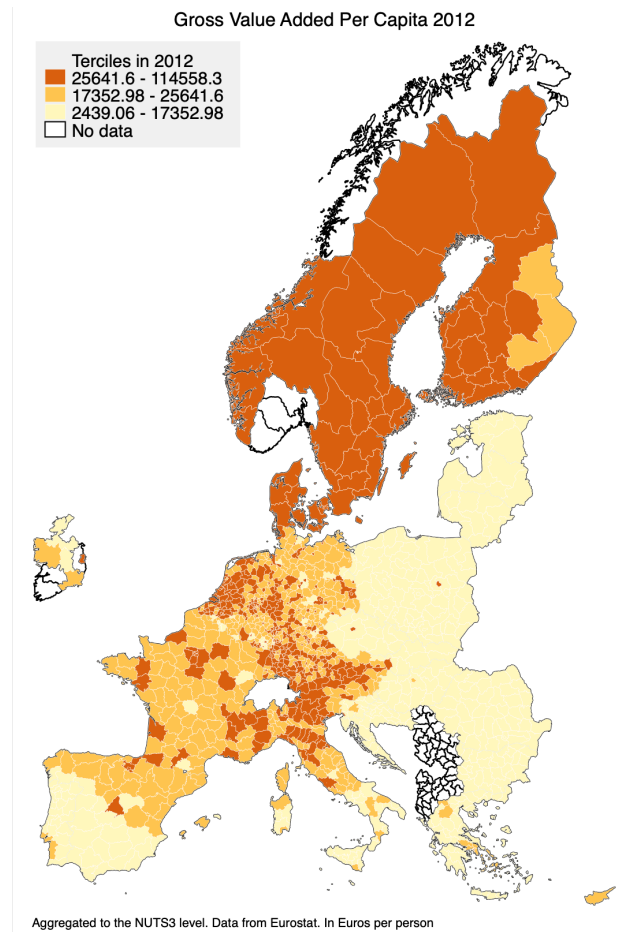 Gross Value Added Per Capita 2012
Terciles in 2012
25641.6 - 114558.3
17352.98 - 25641.6
2439.06 - 17352.98
No data
Aggregated to the NUTS3 level. Data from Eurostat. In Euros per person